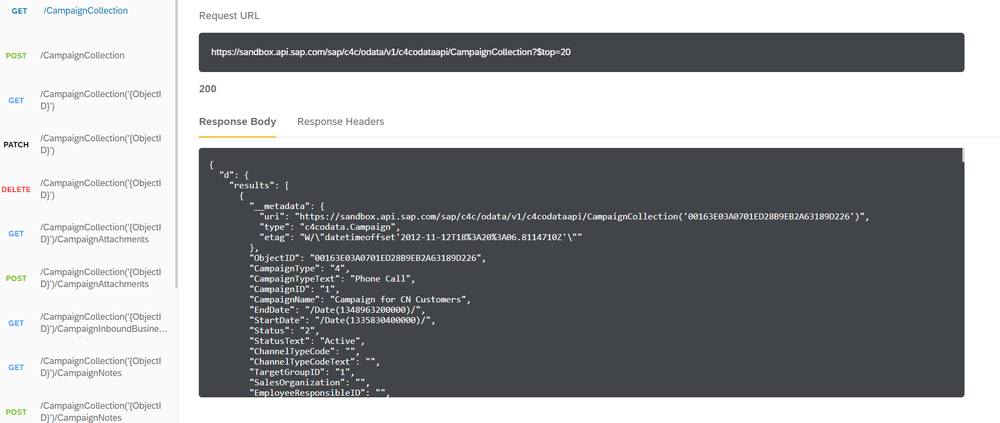 GET /CampaignCollection
POST /CampaignCollection
GET /CampaignCollection('{ObjectI
D}')
PATCH /CampaignCollection('{ObjectI
D}')
DELETE /CampaignCollection('{ObjectI
D}')
GET /CampaignCollection('{ObjectI
D}')/CampaignAttachments
POST /CampaignCollection('{ObjectI
D}')/CampaignAttachments
GET /CampaignCollection('{ObjectI
D}')/CampaignInboundBusine...
GET /CampaignCollection('{ObjectI
D}')/CampaignNotes
POST /CampaignCollection('{ObjectI
D}')/CampaignNotes
Request URL
https://sandbox.api.sap.com/sap/c4c/odata/v1/c4codataapi/CampaignCollection?$top=20
200
Response Body Response Headers
{
"d": {
"results": [
{
"__metadata": {
"uri": "https://sandbox.api.sap.com/sap/c4c/odata/v1/c4codataapi/CampaignCollection('00163E03A0701ED28B9EB2A63189D226')",
"type": "c4codata.Campaign",
"etag": "W/\"datetimeoffset'2012-11-12T18%3A20%3A06.8114710Z'\""
},
"ObjectID": "00163E03A0701ED28B9EB2A63189D226",
"CampaignType": "4",
"CampaignTypeText": "Phone Call",
"CampaignID": "1",
"CampaignName": "Campaign for CN Customers",
"EndDate": "/Date(1348963200000)/",
"StartDate": "/Date(1335830400000)/",
"Status": "2",
"StatusText": "Active",
"ChannelTypeCode": "",
"ChannelTypeCodeText": "",
"TargetGroupID": "1",
"SalesOrganization": "",
"EmployeeResponsibleID": "",